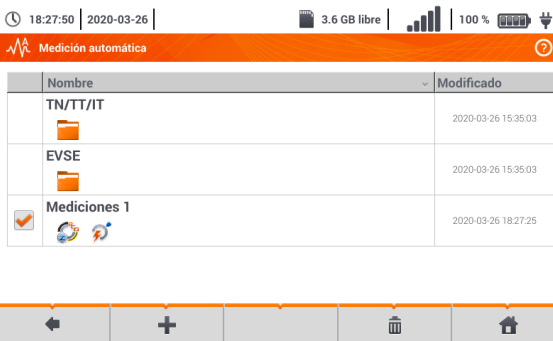 18:27:50 2020-03-26 3.6 GB libre 100 %
Medición automática ?
Nombre Modificado
TN/TT/IT
2020-03-26 15:35:03
EVSE
2020-03-26 15:35:03
Mediciones 1
2020-03-26 18:27:25